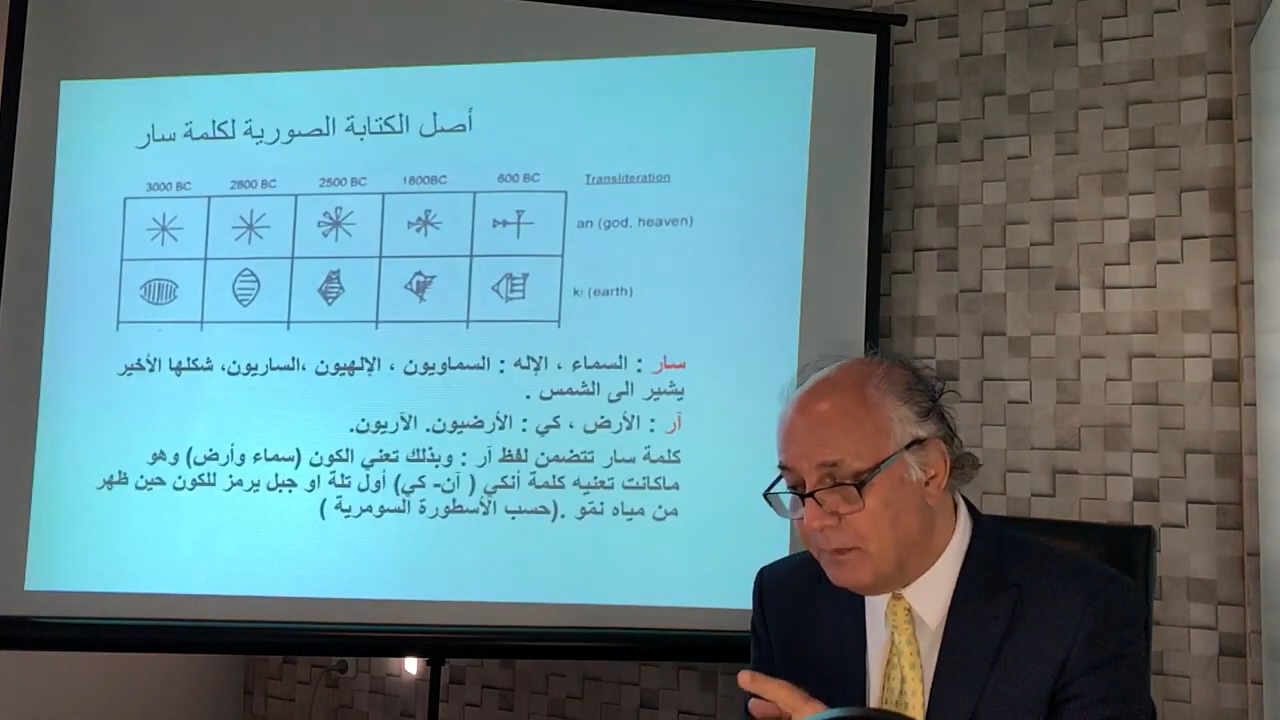 أصل الكتابة الصورية لكلمة سار
3000 BC 2800 BC 2500 BC 1800BC 600 BC Transliteration
an (god, heaven)
ki (earth)
سار : السماء ، الإله : السماويون ، الإلهيون ،الساريون، شكلها الأخير
يشير الى الشمس .
آر : الأرض ، كي : الأرضيون. الآريون.
كلمة سار تتضمن لفظ آر : وبذلك تعني الكون (سماء وأرض) وهو
ماكانت تعنيه كلمة أنكي ( آن- كي) أول تلة او جبل يرمز للكون حين ظهر
من مياه نمّو .(حسب الأسطورة السومرية )